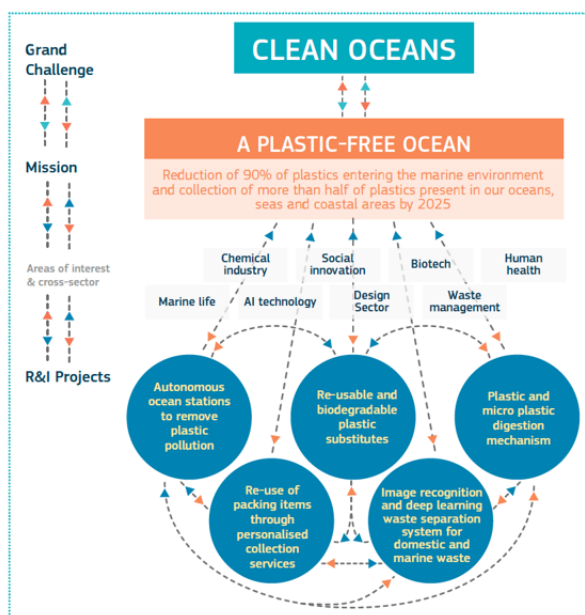 Grand
Challenge
CLEAN OCEANS
A PLASTIC-FREE OCEAN
Mission
Reduction of 90% of plastics entering the marine environment
and collection of more than half of plastics present in our oceans,
seas and coastal areas by 2025
Areas of interest
& cross-sector
Chemical
industry
Social
innovation
Biotech
Human
health
Marine life
AI technology
Design
Sector
Waste
management
R&I Projects
Autonomous
ocean stations
to remove
plastic
pollution
Re-usable and
biodegradable
plastic
substitutes
Plastic and
micro plastic
digestion
mechanism
Re-use of
packing items
through
personalised
collection
services
Image recognition
and deep learning
waste separation
system for
domestic and
marine waste